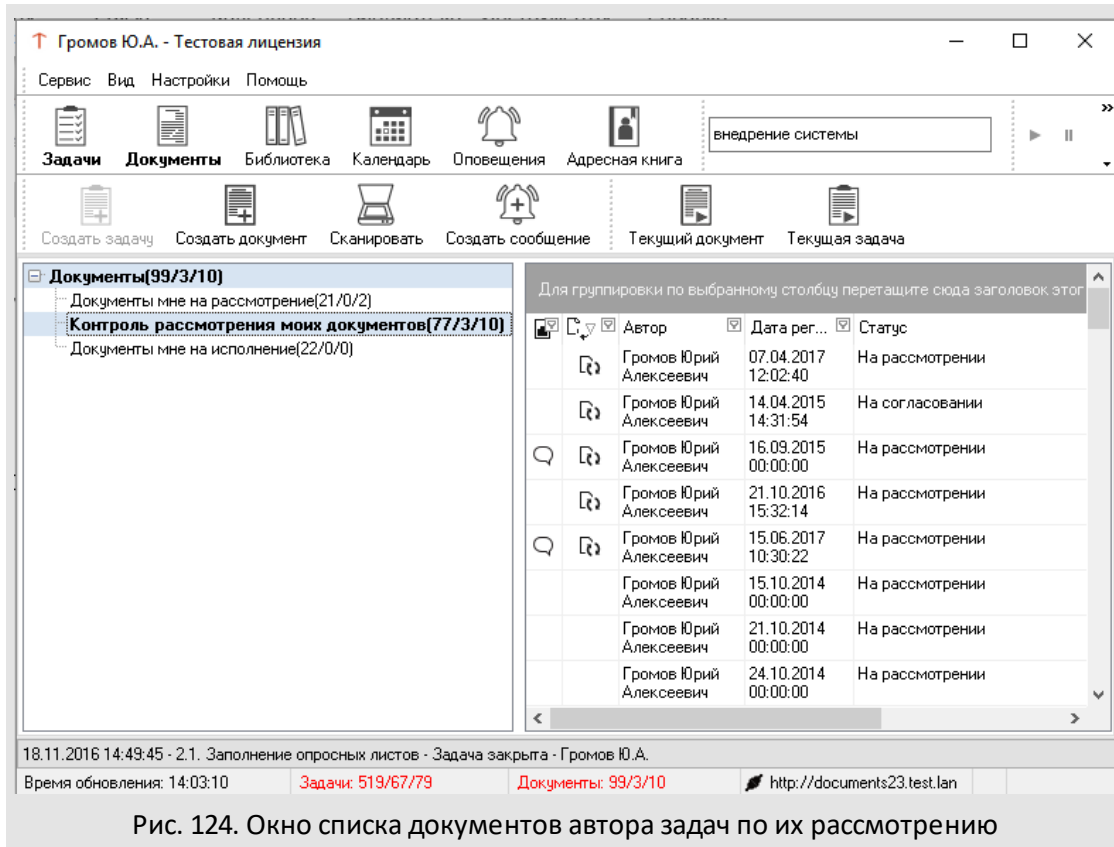 Громов Ю.А. - Тестовая лицензия
Сервис Вид Настройки Помощь
внедрение системы
Задачи Документы Библиотека Календарь Оповещения Адресная книга
Создать задачу Создать документ Сканировать Создать сообщение Текущий документ Текущая задача
Документы(99/3/10)
Документы мне на рассмотрение(21/0/2)
Контроль рассмотрения моих документов(77/3/10)
Документы мне на исполнение(22/0/0)
Для группировки по выбранному столбцу перетащите сюда заголовок этог
Автор Дата рег... Статус
Громов Юрий 07.04.2017 На рассмотрении
Алексеевич 12:02:40
Громов Юрий 14.04.2015 На согласовании
Алексеевич 14:31:54
Громов Юрий 16.09.2015 На рассмотрении
Алексеевич 00:00:00
Громов Юрий 21.10.2016 На рассмотрении
Алексеевич 15:32:14
Громов Юрий 15.06.2017 На рассмотрении
Алексеевич 10:30:22
Громов Юрий 15.10.2014 На рассмотрении
Алексеевич 00:00:00
Громов Юрий 21.10.2014 На рассмотрении
Алексеевич 00:00:00
Громов Юрий 24.10.2014 На рассмотрении
Алексеевич 00:00:00
18.11.2016 14:49:45 - 2.1. Заполнение опросных листов - Задача закрыта - Громов Ю.А.
Время обновления: 14:03:10 Задачи: 519/67/79 Документы: 99/3/10 http://documents23.test.lan
Рис. 124. Окно списка документов автора задач по их рассмотрению